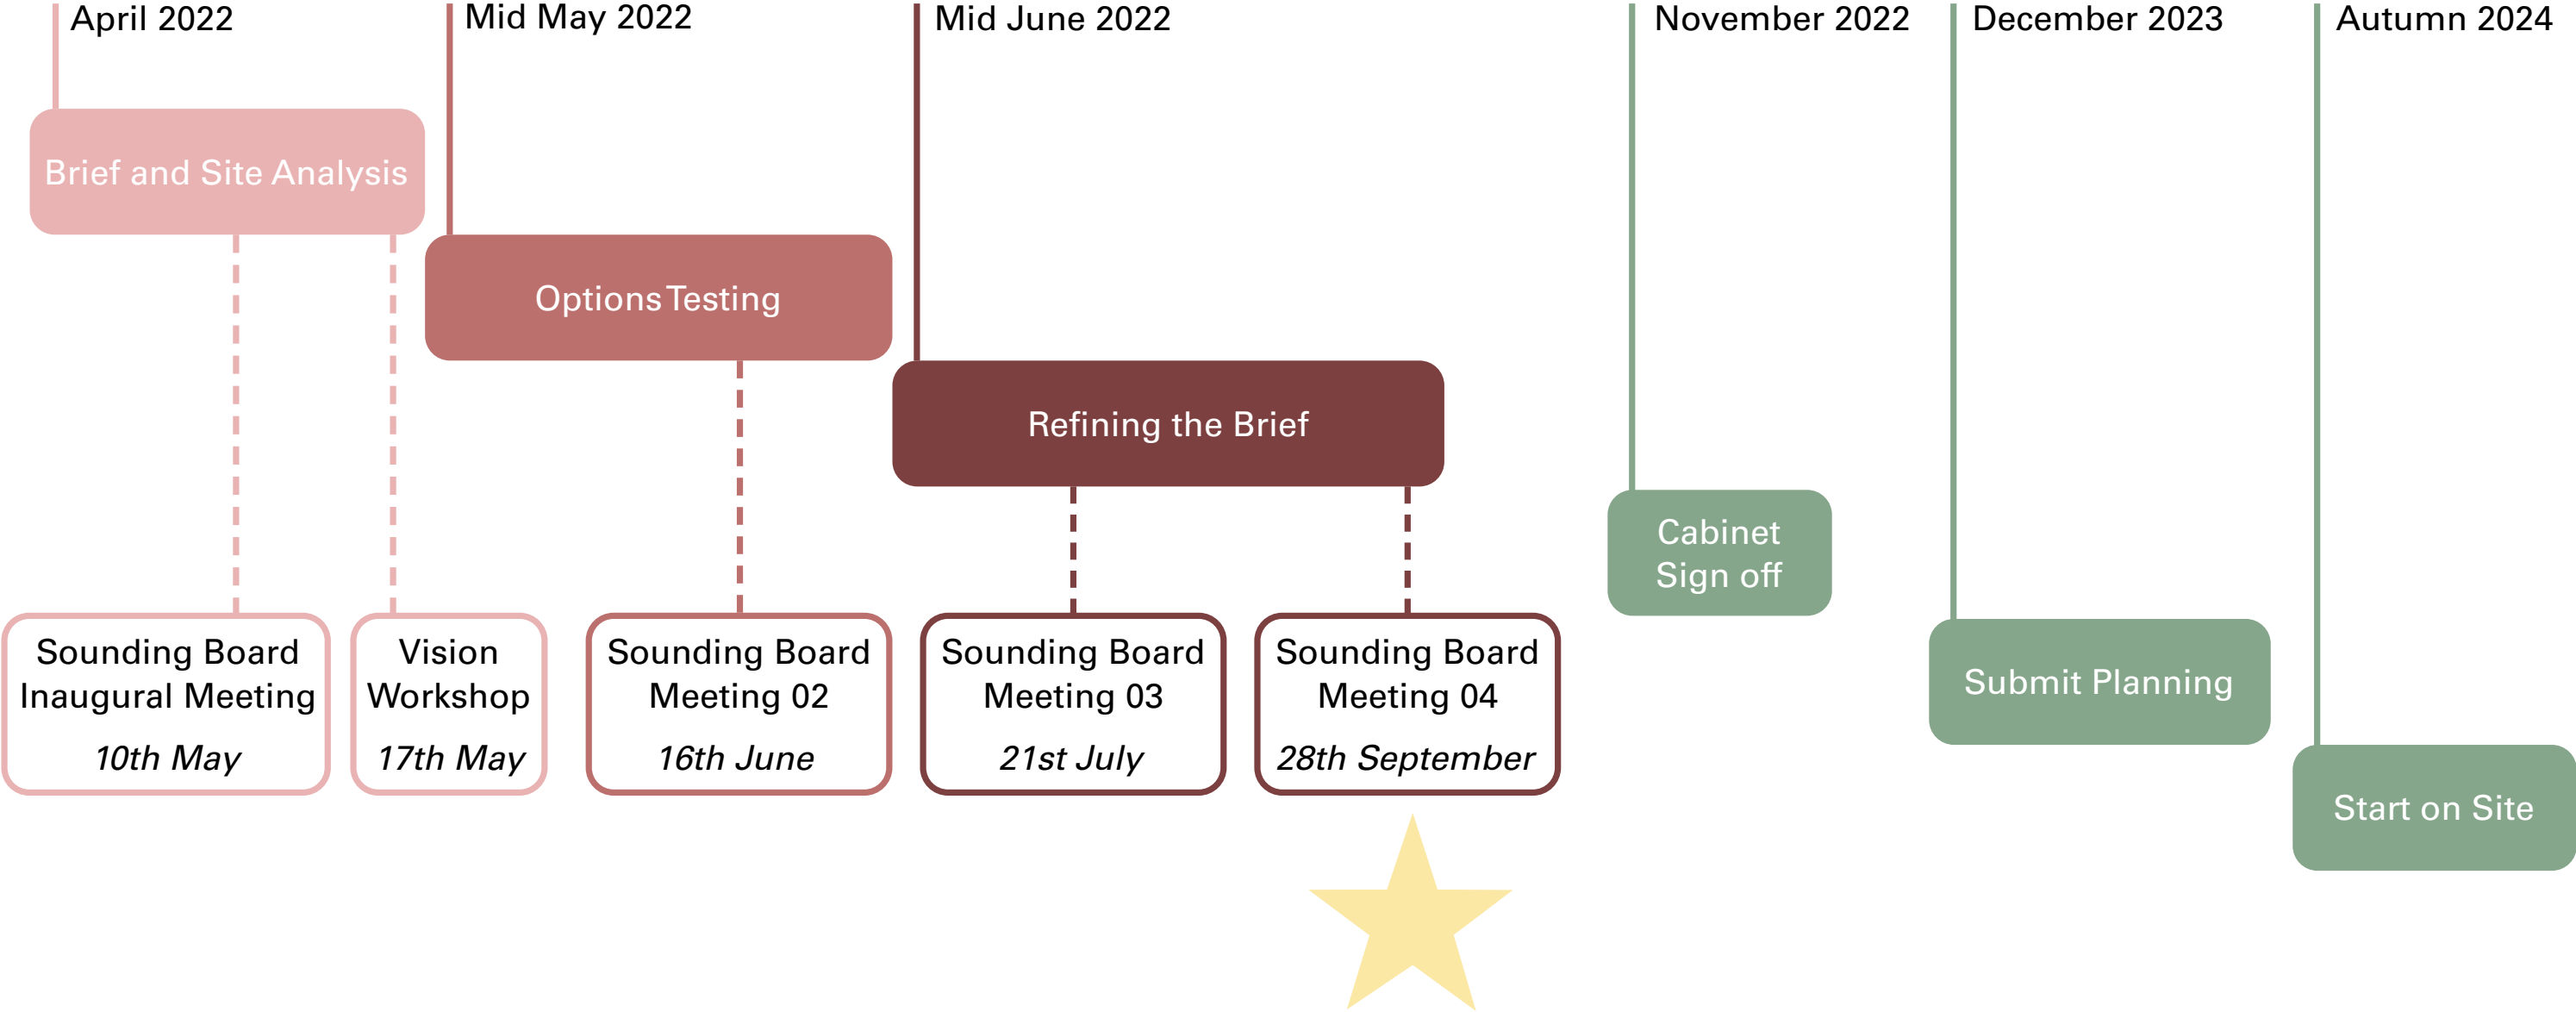 April 2022
Mid May 2022
Mid June 2022
November 2022
December 2023
Autumn 2024
Brief and Site Analysis
Options Testing
Refining the Brief
Cabinet
Sign off
Submit Planning
Start on Site
Sounding Board
Inaugural Meeting
10th May
Vision
Workshop
17th May
Sounding Board
Meeting 02
16th June
Sounding Board
Meeting 03
21st July
Sounding Board
Meeting 04
28th September